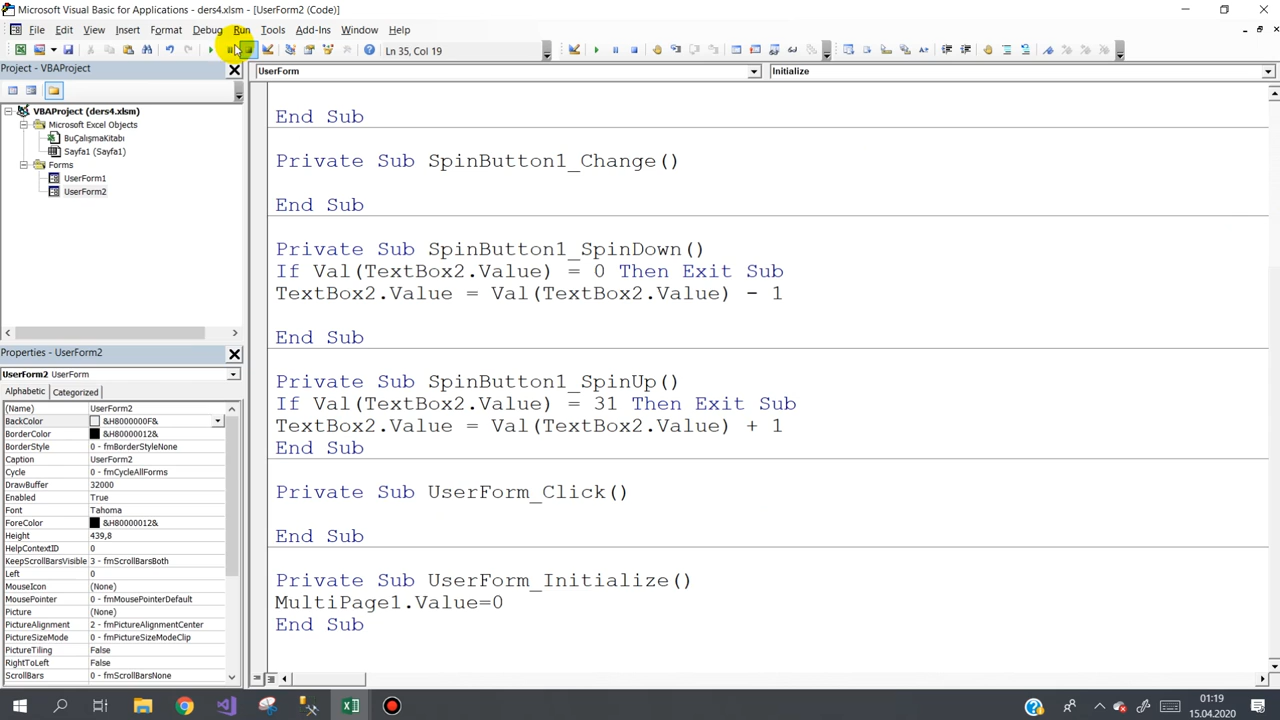 Microsoft Visual Basic for Applications - ders4.xlsm - [UserForm2 (Code)]
File Edit View Insert Format Debug Run Tools Add-Ins Window Help
Ln 35, Col 19
Project - VBAProject
UserForm
Initialize
VBAProject (ders4.xlsm)
Microsoft Excel Objects
BuÇalışmaKitabı
Sayfa1 (Sayfa1)
Forms
UserForm1
UserForm2
Properties - UserForm2
UserForm2 UserForm
Alphabetic Categorized
(Name) UserForm2
BackColor &H8000000F&
BorderColor &H80000012&
BorderStyle 0 - fmBorderStyleNone
Caption UserForm2
Cycle 0 - fmCycleAllForms
DrawBuffer 32000
Enabled True
Font Tahoma
ForeColor &H80000012&
Height 439,8
HelpContextID 0
KeepScrollBarsVisible 3 - fmScrollBarsBoth
Left 0
MouseIcon (None)
MousePointer 0 - fmMousePointerDefault
Picture (None)
PictureAlignment 2 - fmPictureAlignmentCenter
PictureSizeMode 0 - fmPictureSizeModeClip
PictureTiling False
RightToLeft False
ScrollBars 0 - fmScrollBarsNone
End Sub
Private Sub SpinButton1_Change()
End Sub
Private Sub SpinButton1_SpinDown()
If Val(TextBox2.Value) = 0 Then Exit Sub
TextBox2.Value = Val(TextBox2.Value) - 1
End Sub
Private Sub SpinButton1_SpinUp()
If Val(TextBox2.Value) = 31 Then Exit Sub
TextBox2.Value = Val(TextBox2.Value) + 1
End Sub
Private Sub UserForm_Click()
End Sub
Private Sub UserForm_Initialize()
MultiPage1.Value=0
End Sub
01:19
15.04.2020